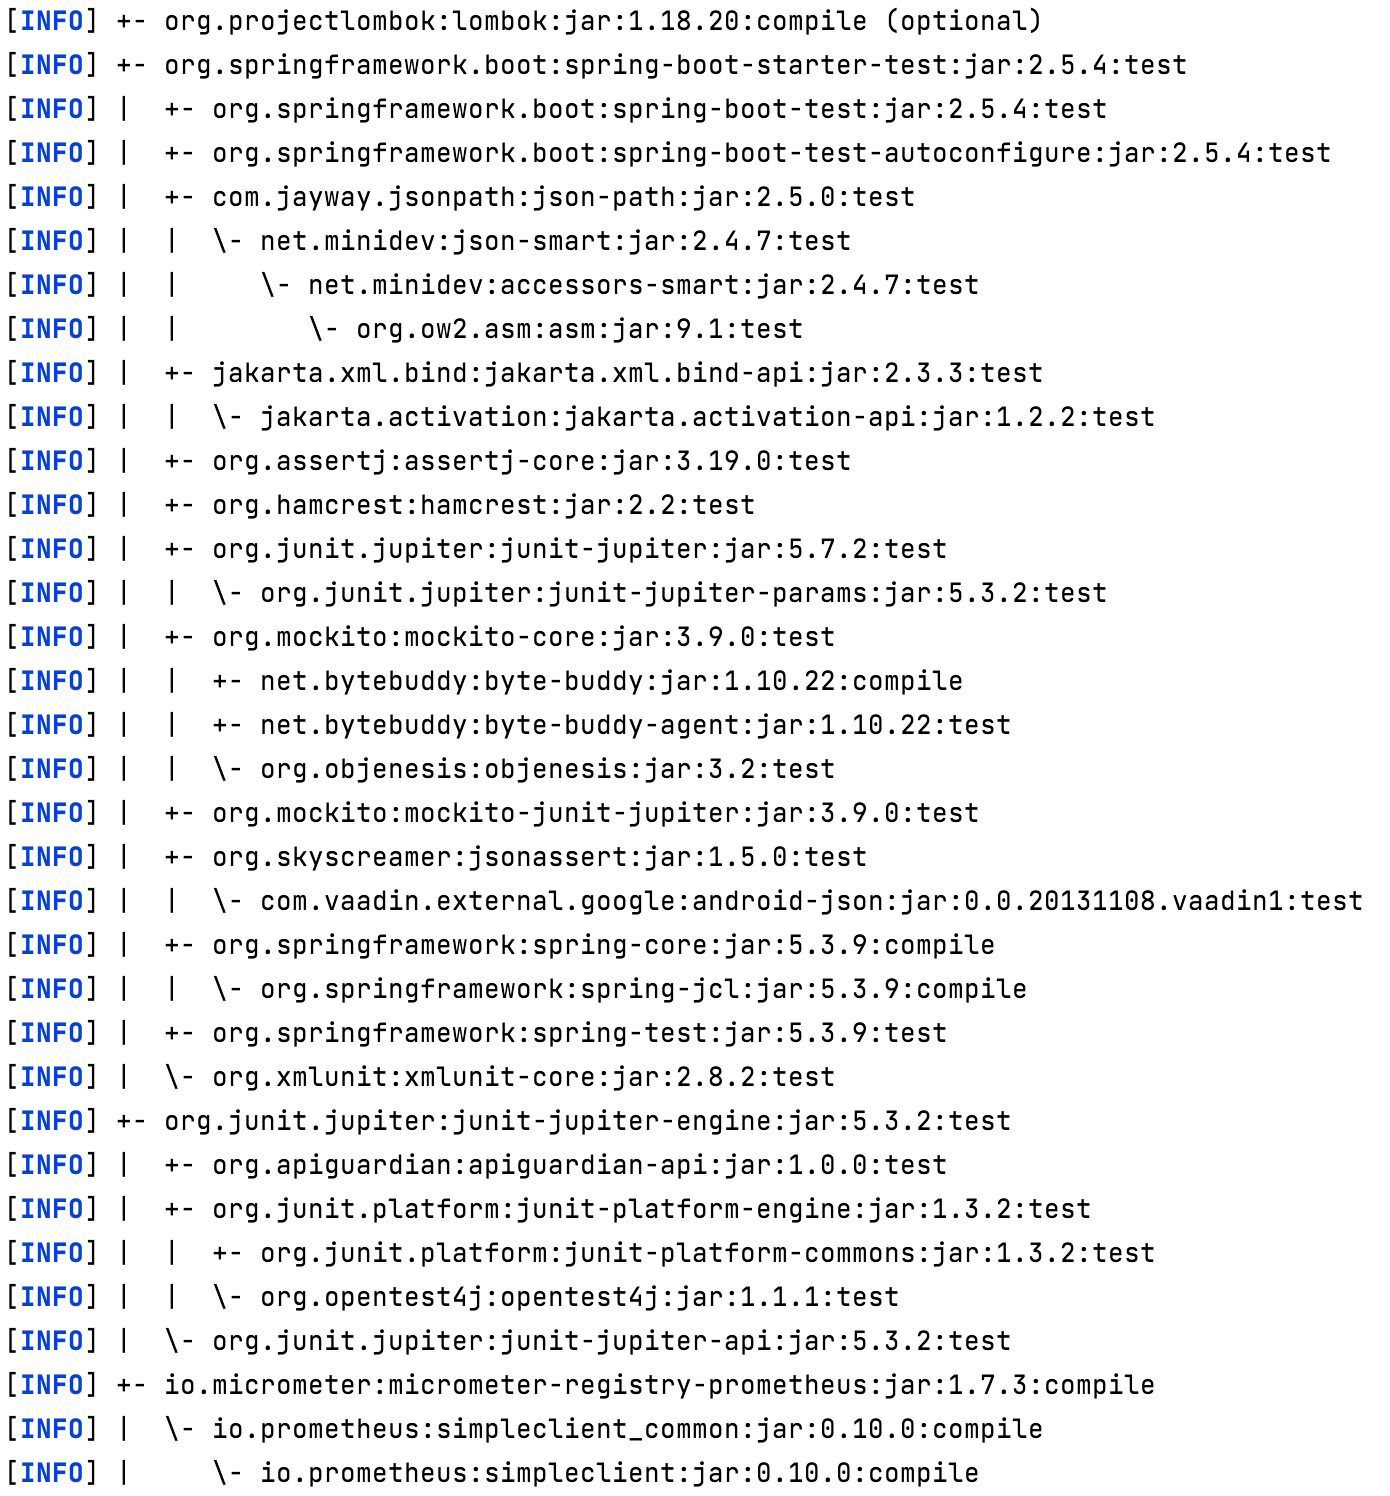 [INFO] +- org.projectlombok:lombok:jar:1.18.20:compile (optional)
[INFO] +- org.springframework.boot:spring-boot-starter-test:jar:2.5.4:test
[INFO] |  +- org.springframework.boot:spring-boot-test:jar:2.5.4:test
[INFO] |  +- org.springframework.boot:spring-boot-test-autoconfigure:jar:2.5.4:test
[INFO] |  +- com.jayway.jsonpath:json-path:jar:2.5.0:test
[INFO] |  |  \- net.minidev:json-smart:jar:2.4.7:test
[INFO] |  |     \- net.minidev:accessors-smart:jar:2.4.7:test
[INFO] |  |        \- org.ow2.asm:asm:jar:9.1:test
[INFO] |  +- jakarta.xml.bind:jakarta.xml.bind-api:jar:2.3.3:test
[INFO] |  |  \- jakarta.activation:jakarta.activation-api:jar:1.2.2:test
[INFO] |  +- org.assertj:assertj-core:jar:3.19.0:test
[INFO] |  +- org.hamcrest:hamcrest:jar:2.2:test
[INFO] |  +- org.junit.jupiter:junit-jupiter:jar:5.7.2:test
[INFO] |  |  \- org.junit.jupiter:junit-jupiter-params:jar:5.3.2:test
[INFO] |  +- org.mockito:mockito-core:jar:3.9.0:test
[INFO] |  |  +- net.bytebuddy:byte-buddy:jar:1.10.22:compile
[INFO] |  |  +- net.bytebuddy:byte-buddy-agent:jar:1.10.22:test
[INFO] |  |  \- org.objenesis:objenesis:jar:3.2:test
[INFO] |  +- org.mockito:mockito-junit-jupiter:jar:3.9.0:test
[INFO] |  +- org.skyscreamer:jsonassert:jar:1.5.0:test
[INFO] |  |  \- com.vaadin.external.google:android-json:jar:0.0.20131108.vaadin1:test
[INFO] |  +- org.springframework:spring-core:jar:5.3.9:compile
[INFO] |  |  \- org.springframework:spring-jcl:jar:5.3.9:compile
[INFO] |  +- org.springframework:spring-test:jar:5.3.9:test
[INFO] |  \- org.xmlunit:xmlunit-core:jar:2.8.2:test
[INFO] +- org.junit.jupiter:junit-jupiter-engine:jar:5.3.2:test
[INFO] |  +- org.apiguardian:apiguardian-api:jar:1.0.0:test
[INFO] |  +- org.junit.platform:junit-platform-engine:jar:1.3.2:test
[INFO] |  |  +- org.junit.platform:junit-platform-commons:jar:1.3.2:test
[INFO] |  |  \- org.opentest4j:opentest4j:jar:1.1.1:test
[INFO] |  \- org.junit.jupiter:junit-jupiter-api:jar:5.3.2:test
[INFO] +- io.micrometer:micrometer-registry-prometheus:jar:1.7.3:compile
[INFO] |  \- io.prometheus:simpleclient_common:jar:0.10.0:compile
[INFO] |     \- io.prometheus:simpleclient:jar:0.10.0:compile